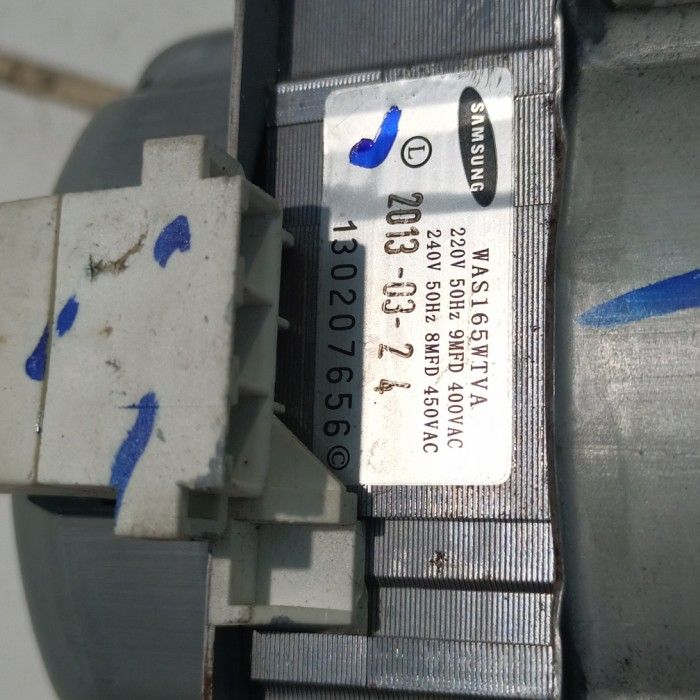 SAMSUNG
WAS165WTVA
220V 50Hz 9MFD 400VAC
240V 50Hz 8MFD 450VAC
Ⓛ 2013-03-24
130207656©